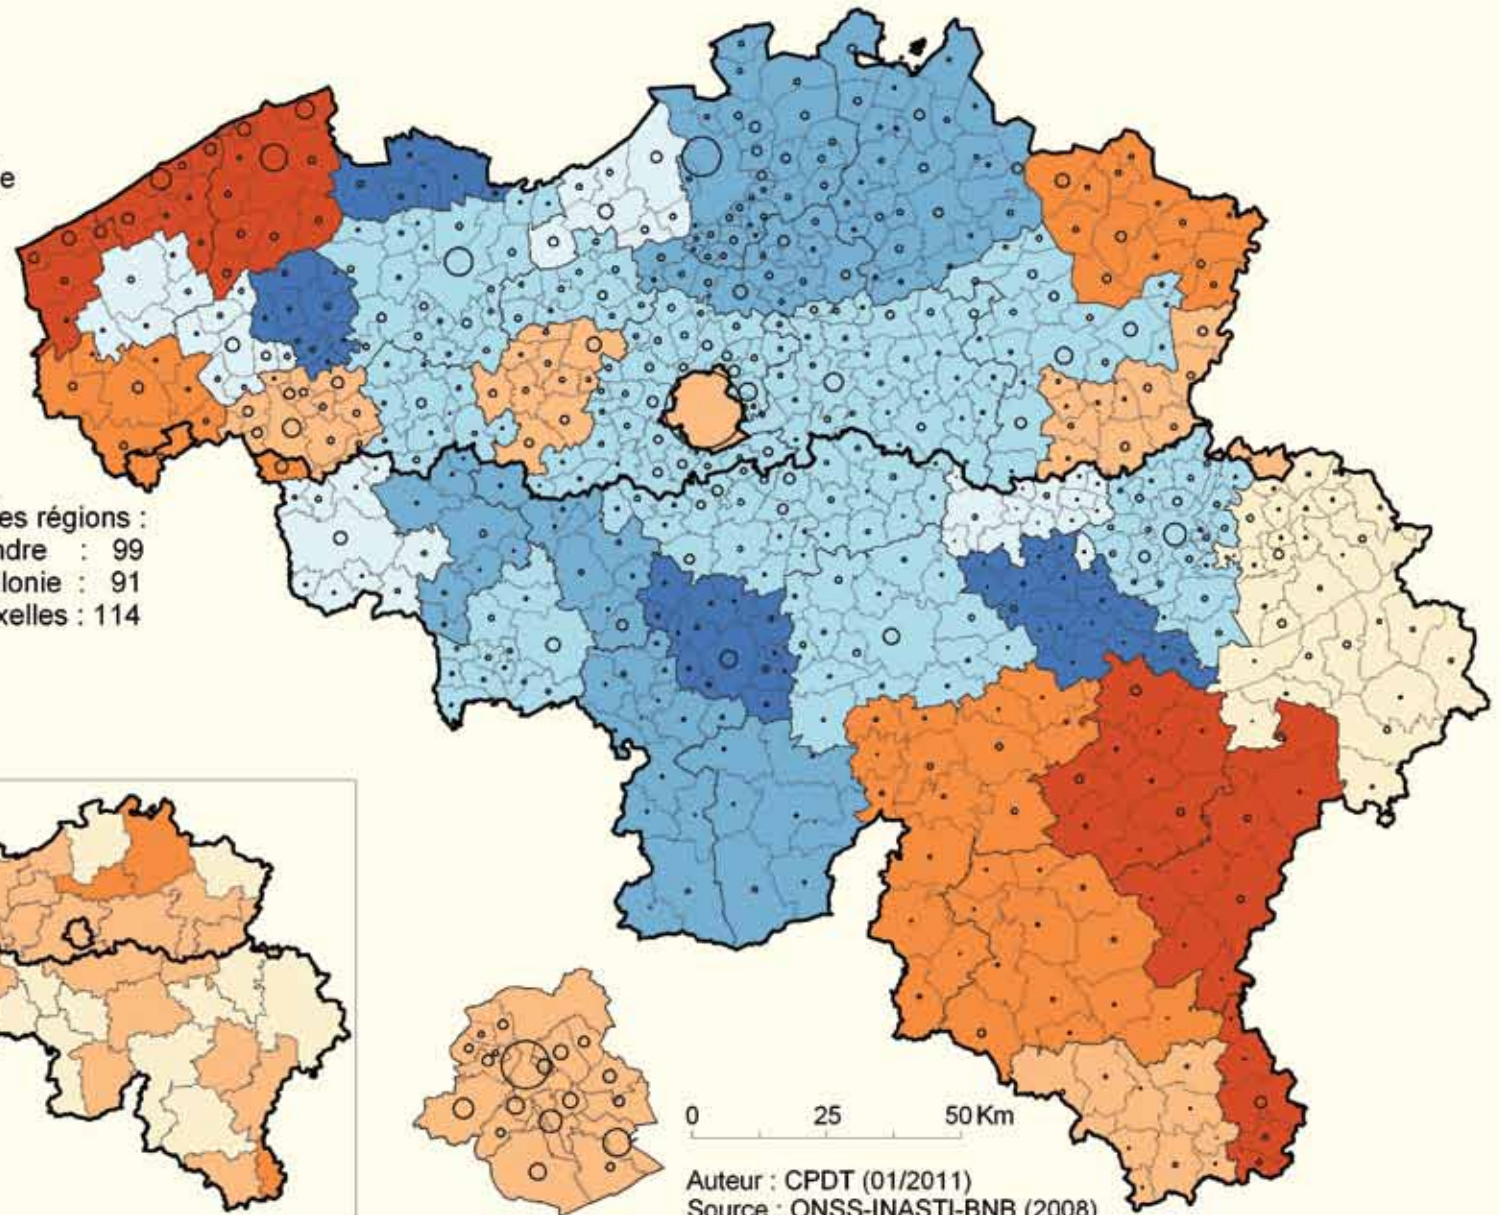 e
es régions :
ndre : 99
lonie : 91
xelles : 114
0 25 50 Km
Auteur : CPDT (01/2011)
Source : ONSS-INASTI-BNB (2008)